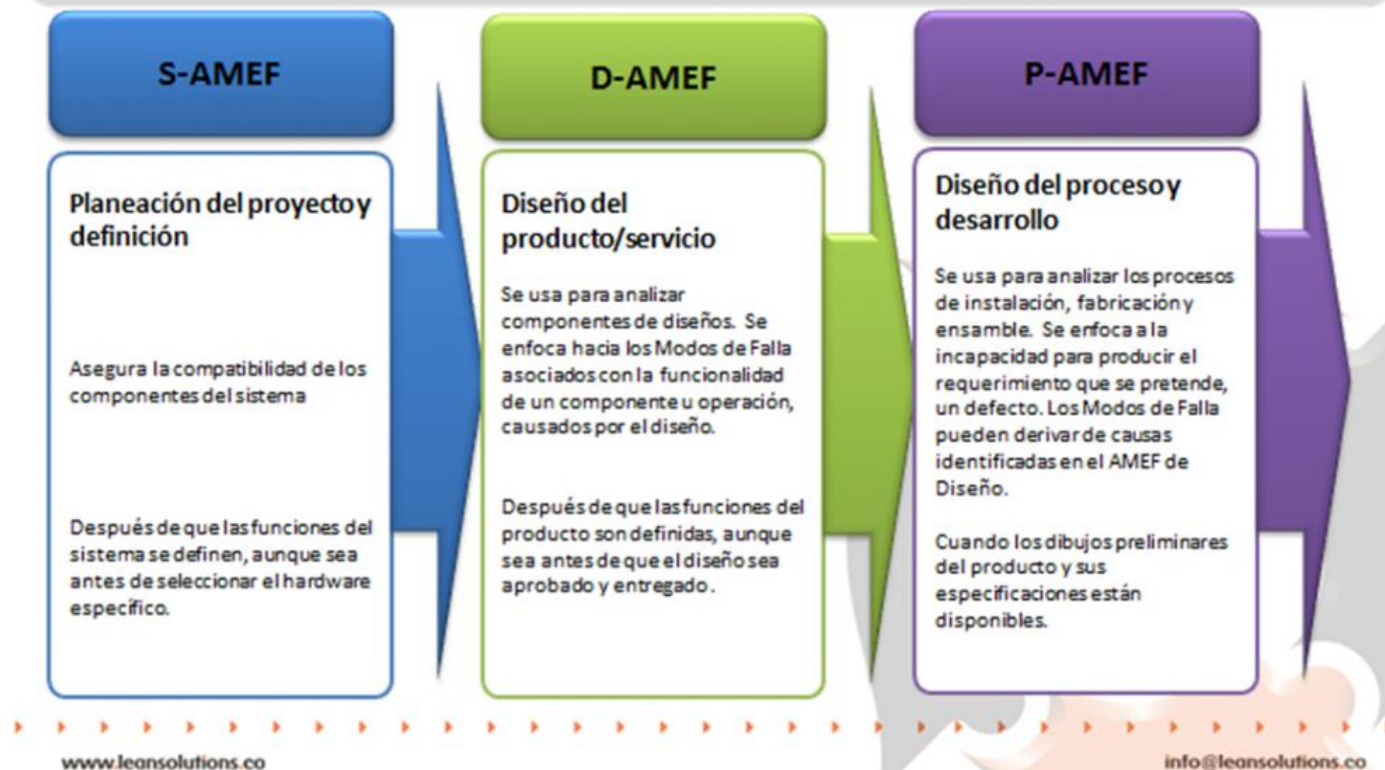 S-AMEF
Planeación del proyecto y
definición
Asegura la compatibilidad de los
componentes del sistema
Después de que las funciones del
sistema se definen, aunque sea
antes de seleccionar el hardware
específico.
D-AMEF
Diseño del
producto/servicio
Se usa para analizar
componentes de diseños. Se
enfoca hacia los Modos de Falla
asociados con la funcionalidad
de un componente u operación,
causados por el diseño.
Después de que las funciones del
producto son definidas, aunque
sea antes de que el diseño sea
aprobado y entregado.
P-AMEF
Diseño del proceso y
desarrollo
Se usa para analizar los procesos
de instalación, fabricación y
ensamble. Se enfoca a la
incapacidad para producir el
requerimiento que se pretende,
un defecto. Los Modos de Falla
pueden derivar de causas
identificadas en el AMEF de
Diseño.
Cuando los dibujos preliminares
del producto y sus
especificaciones están
disponibles.
www.leansolutions.co
info@leansolutions.co